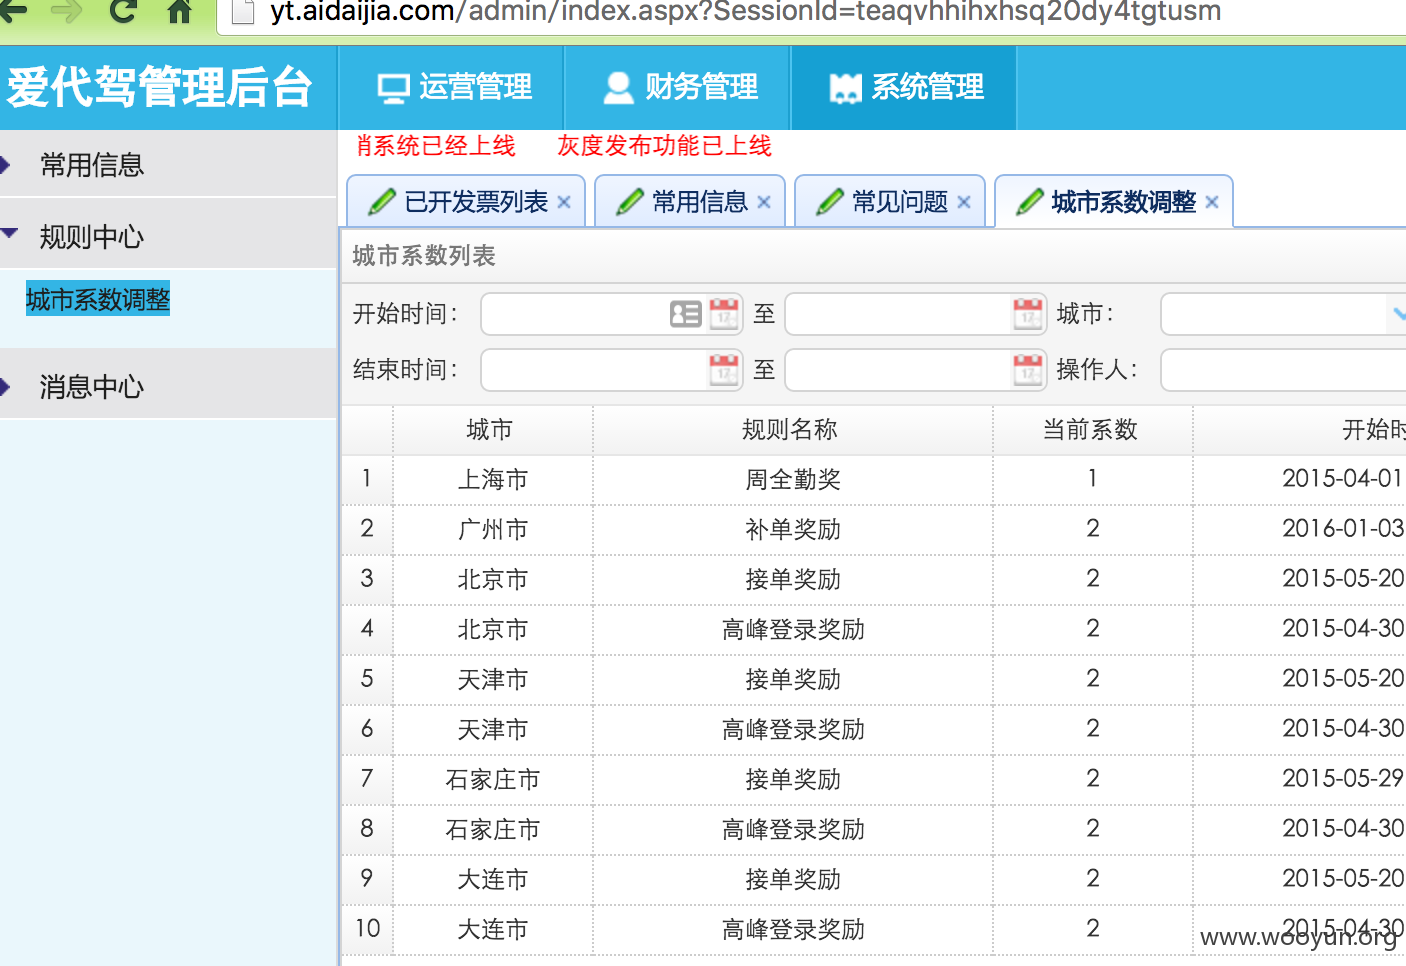 yt.aidaijia.com/admin/index.aspx?SessionId=teaqvhhihxhsq20dy4tgtusm
爱代驾管理后台 运营管理 财务管理 系统管理
消系统已经上线 灰度发布功能已上线
常用信息
规则中心
城市系数调整
消息中心
已开发票列表 × 常用信息 × 常见问题 × 城市系数调整 ×
城市系数列表
开始时间： 17 至 17 城市：
结束时间： 17 至 17 操作人：
城市 规则名称 当前系数 开始时
1 上海市 周全勤奖 1 2015-04-01
2 广州市 补单奖励 2 2016-01-03
3 北京市 接单奖励 2 2015-05-20
4 北京市 高峰登录奖励 2 2015-04-30
5 天津市 接单奖励 2 2015-05-20
6 天津市 高峰登录奖励 2 2015-04-30
7 石家庄市 接单奖励 2 2015-05-29
8 石家庄市 高峰登录奖励 2 2015-04-30
9 大连市 接单奖励 2 2015-05-20
10 大连市 高峰登录奖励 2 2015-04-30
www.wooyun.org